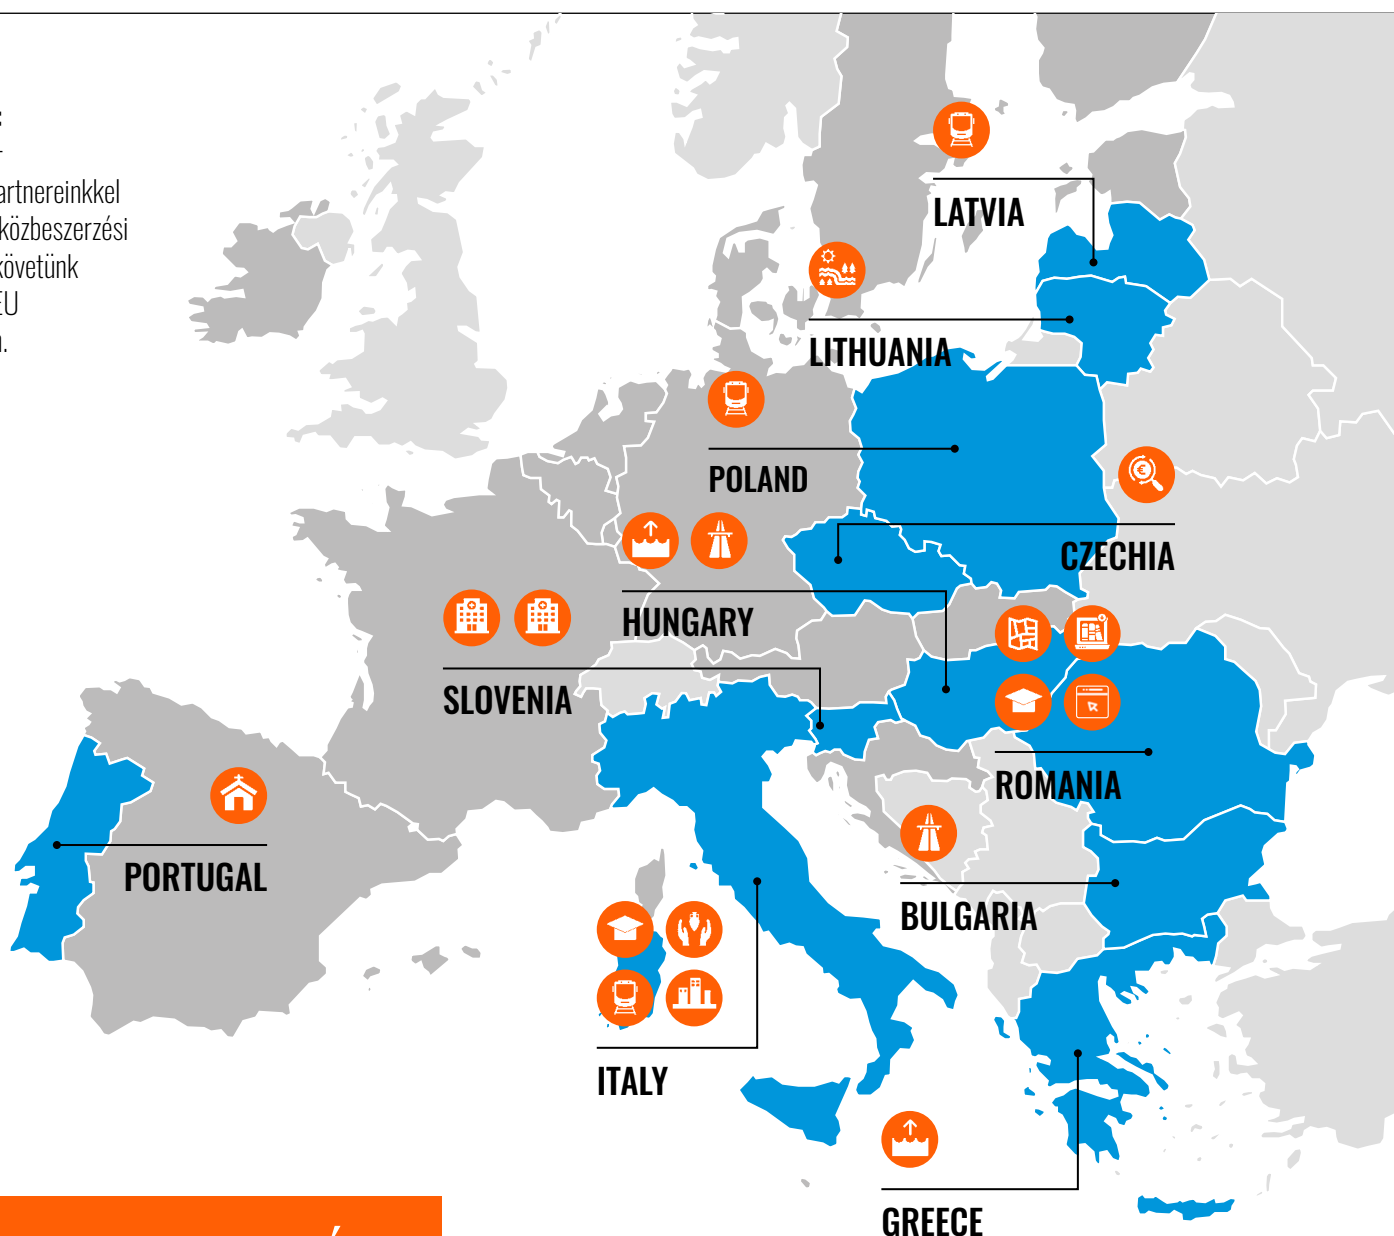 artnereinkkel
közbeszerzési
követünk
EU
LATVIA
LITHUANIA
POLAND
CZECHIA
HUNGARY
SLOVENIA
ROMANIA
PORTUGAL
BULGARIA
ITALY
GREECE